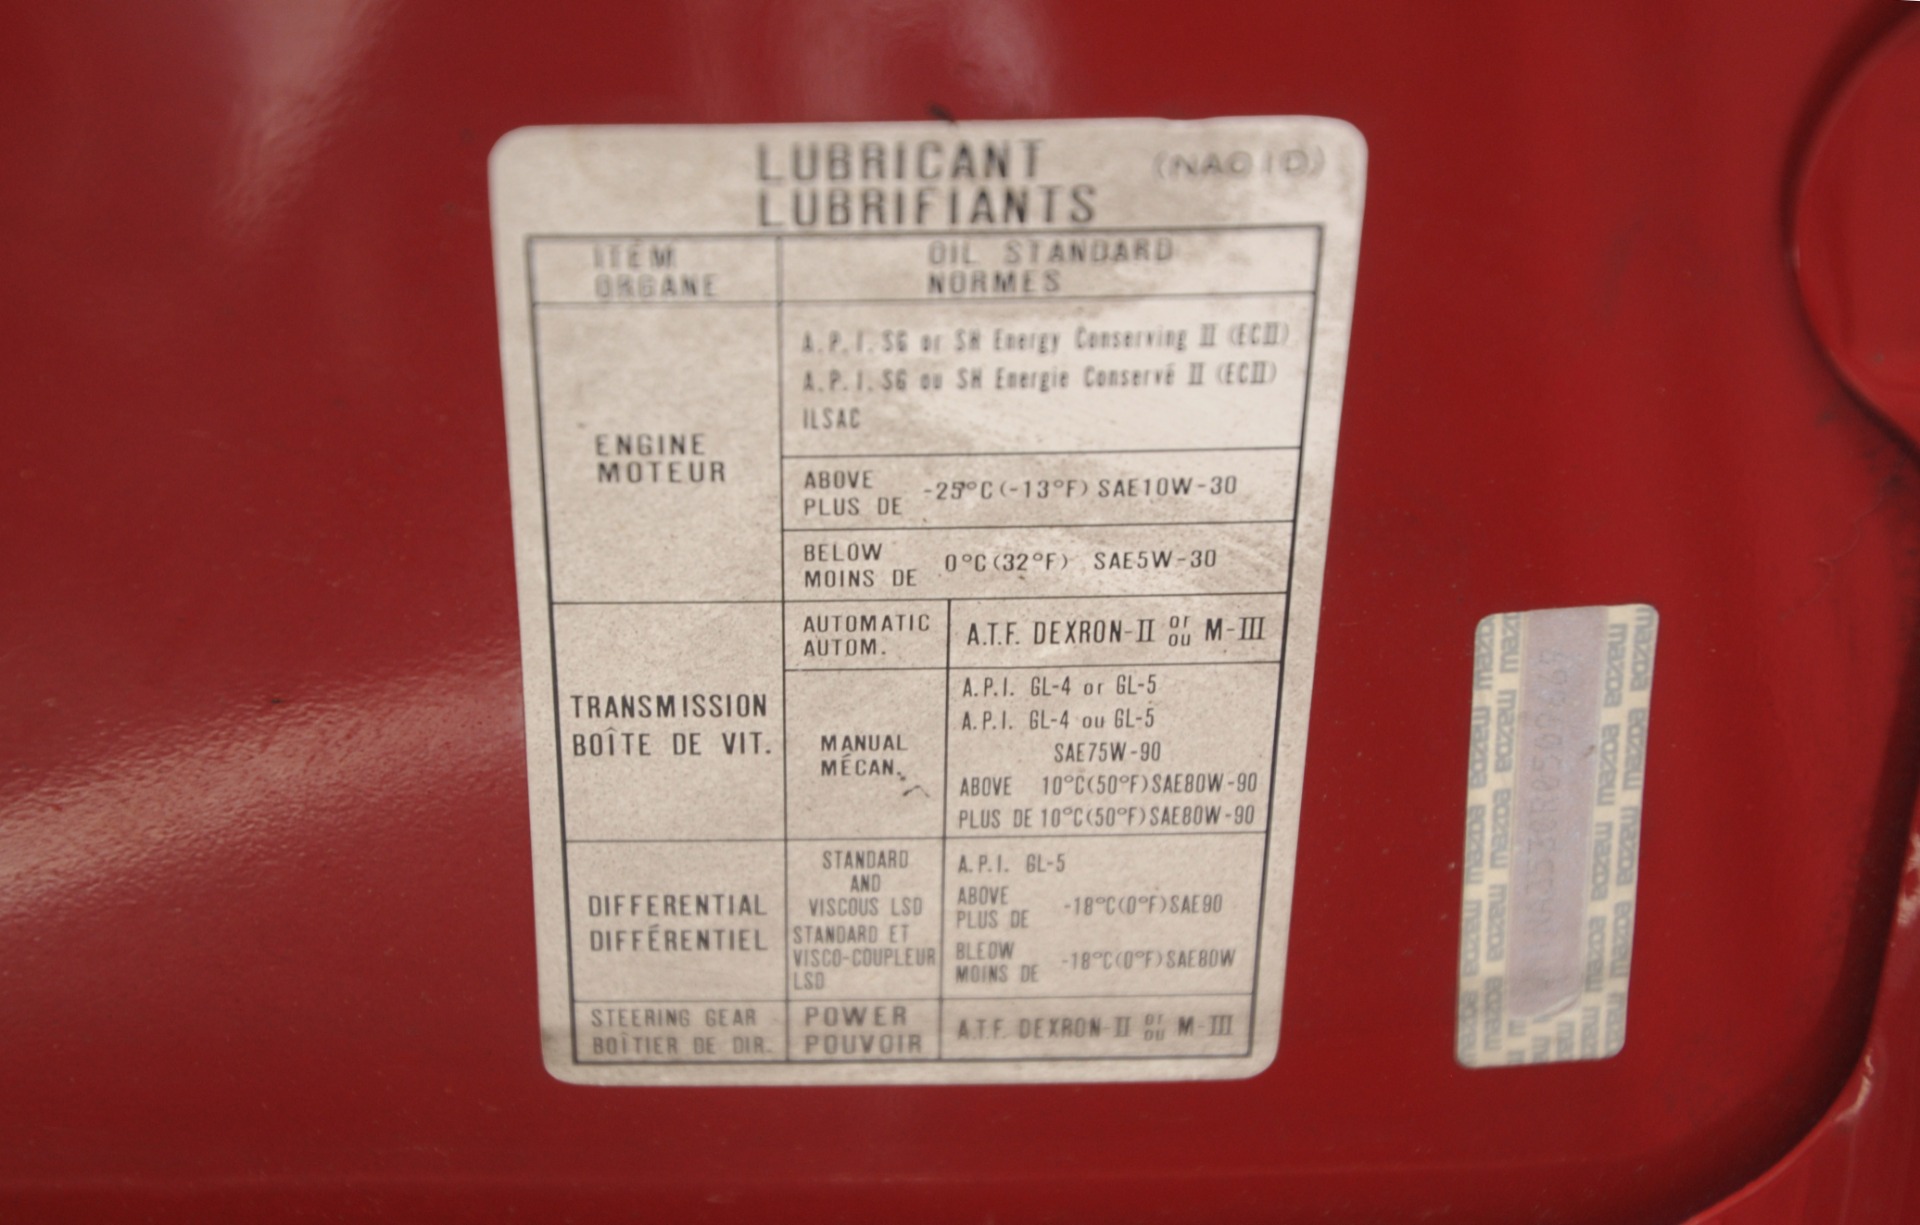 LUBRICANT (NA01D)
LUBRIFIANTS
ITEM
ORGANE
OIL STANDARD
NORMES
ENGINE
MOTEUR
A.P.I. SG or SH Energy Conserving II (ECII)
A.P.I. SG ou SH Energie Conservé II (ECII)
ILSAC
ABOVE
PLUS DE
-25°C(-13°F) SAE10W-30
BELOW
MOINS DE
0°C(32°F) SAE5W-30
TRANSMISSION
BOÎTE DE VIT.
AUTOMATIC
AUTOM.
A.T.F. DEXRON-II or ou M-III
MANUAL
MÉCAN.
A.P.I. GL-4 or GL-5
A.P.I. GL-4 ou GL-5
SAE75W-90
ABOVE 10°C(50°F)SAE80W-90
PLUS DE 10°C(50°F)SAE80W-90
DIFFERENTIAL
DIFFÉRENTIEL
STANDARD
AND
VISCOUS LSD
STANDARD ET
VISCO-COUPLEUR
LSD
A.P.I. GL-5
ABOVE
PLUS DE
-18°C(0°F)SAE90
BLEOW
MOINS DE
-18°C(0°F)SAE80W
STEERING GEAR
BOÎTIER DE DIR.
POWER
POUVOIR
A.T.F. DEXRON-II or ou M-III
mazda